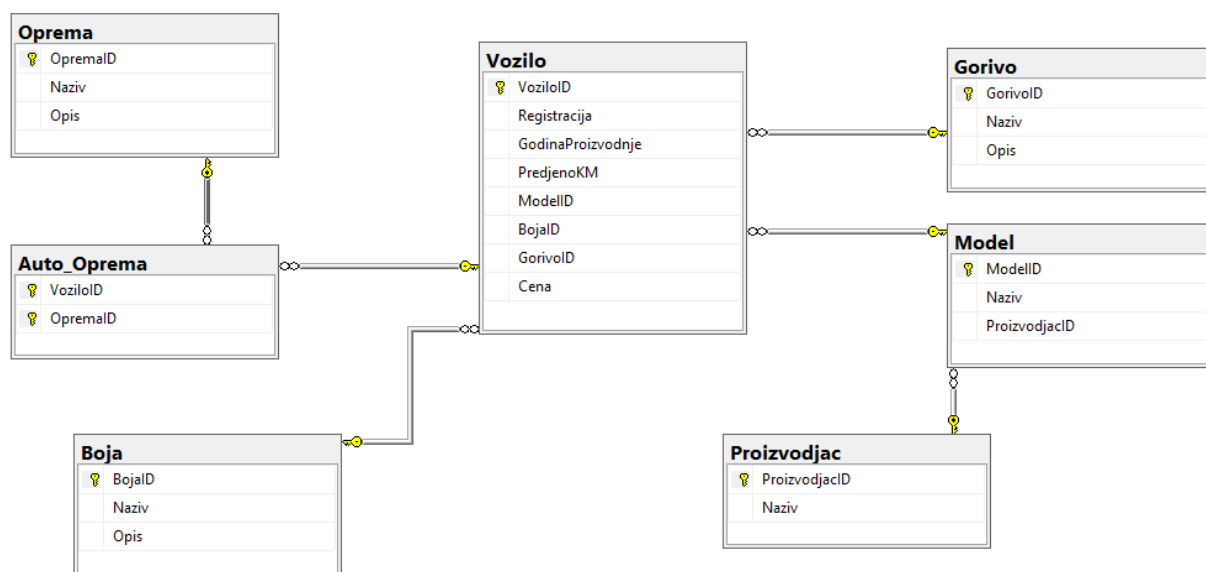 Oprema
OpremaID
Naziv
Opis
Auto_Oprema
VoziloID
OpremaID
Boja
BojaID
Naziv
Opis
Vozilo
VoziloID
Registracija
GodinaProizvodnje
PredjenoKM
ModelID
BojaID
GorivoID
Cena
Gorivo
GorivoID
Naziv
Opis
Model
ModelID
Naziv
ProizvodjacID
Proizvodjac
ProizvodjacID
Naziv